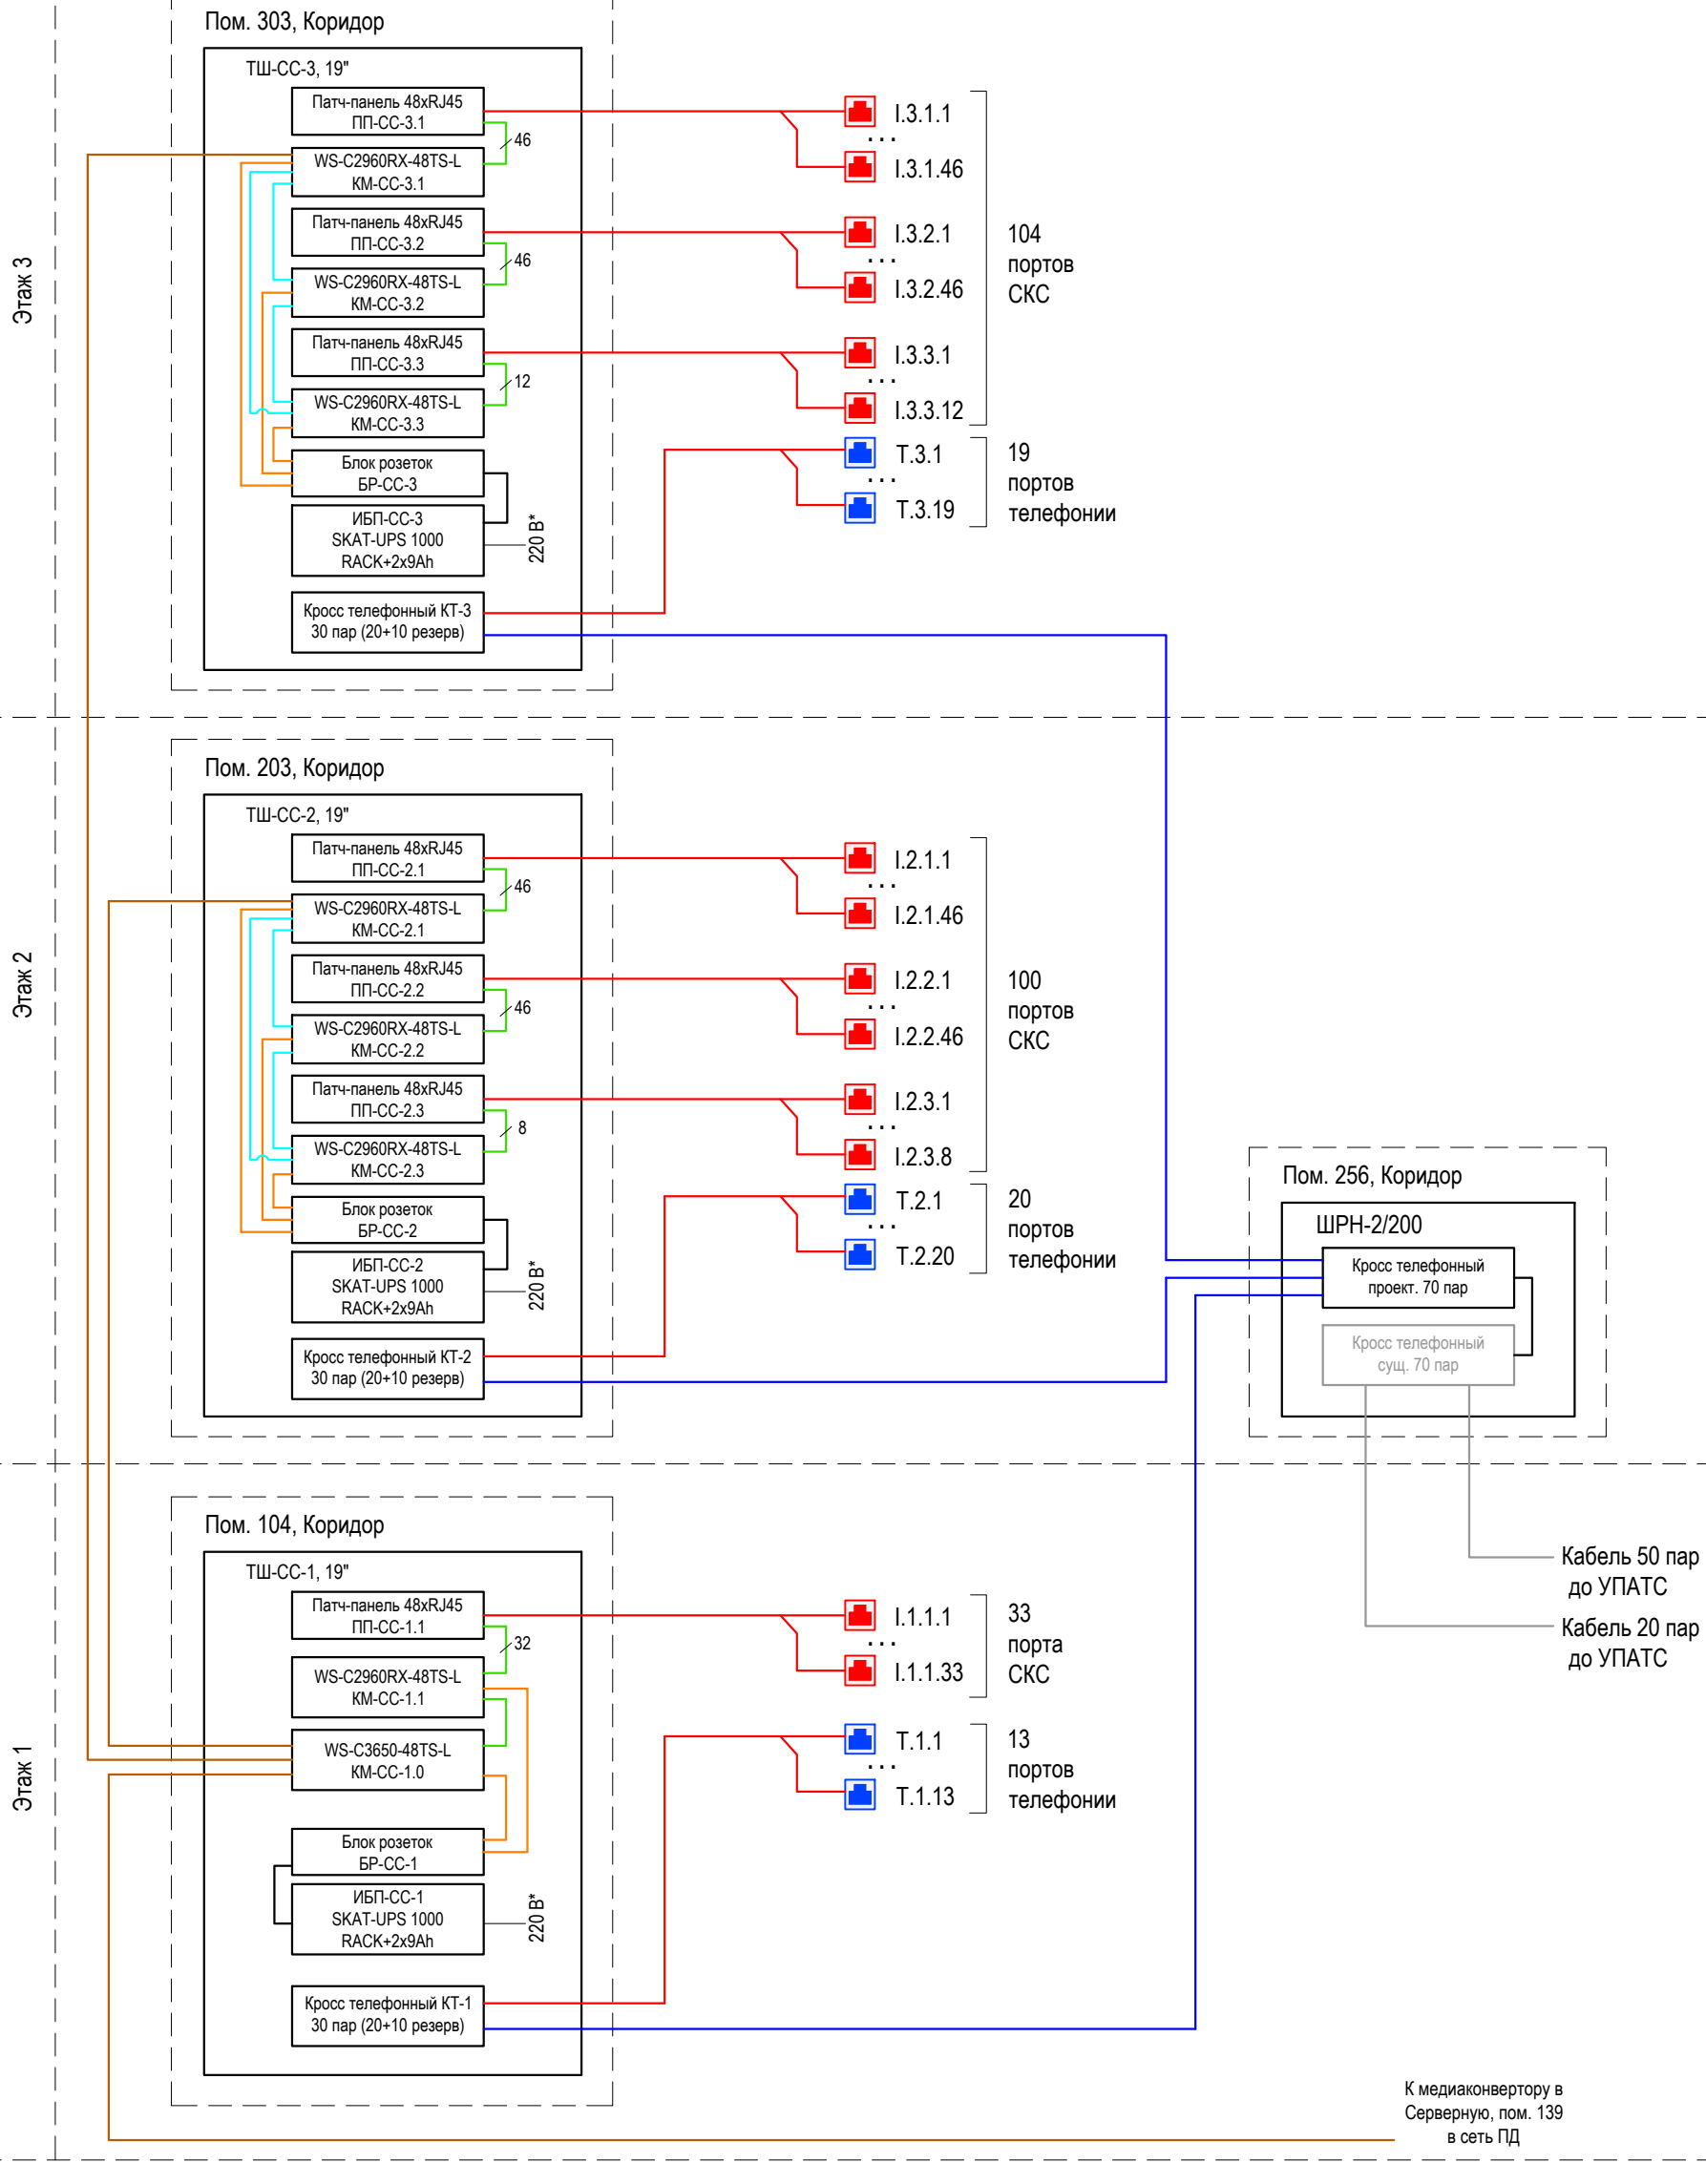 Этаж 3
Пом. 303, Коридор
ТШ-СС-3, 19"
Патч-панель 48xRJ45
ПП-СС-3.1
46
WS-C2960RX-48TS-L
КМ-СС-3.1
Патч-панель 48xRJ45
ПП-СС-3.2
46
WS-C2960RX-48TS-L
КМ-СС-3.2
Патч-панель 48xRJ45
ПП-СС-3.3
12
WS-C2960RX-48TS-L
КМ-СС-3.3
Блок розеток
БР-СС-3
ИБП-СС-3
SKAT-UPS 1000
RACK+2x9Ah
220 В*
Кросс телефонный КТ-3
30 пар (20+10 резерв)
I.3.1.1
...
I.3.1.46
I.3.2.1
...
I.3.2.46
I.3.3.1
...
I.3.3.12
104
портов
СКС
T.3.1
...
T.3.19
19
портов
телефонии
Этаж 2
Пом. 203, Коридор
ТШ-СС-2, 19"
Патч-панель 48xRJ45
ПП-СС-2.1
46
WS-C2960RX-48TS-L
КМ-СС-2.1
Патч-панель 48xRJ45
ПП-СС-2.2
46
WS-C2960RX-48TS-L
КМ-СС-2.2
Патч-панель 48xRJ45
ПП-СС-2.3
8
WS-C2960RX-48TS-L
КМ-СС-2.3
Блок розеток
БР-СС-2
ИБП-СС-2
SKAT-UPS 1000
RACK+2x9Ah
220 В*
Кросс телефонный КТ-2
30 пар (20+10 резерв)
I.2.1.1
...
I.2.1.46
I.2.2.1
...
I.2.2.46
I.2.3.1
...
I.2.3.8
100
портов
СКС
T.2.1
...
T.2.20
20
портов
телефонии
Пом. 256, Коридор
ШРН-2/200
Кросс телефонный
проект. 70 пар
Кросс телефонный
сущ. 70 пар
Кабель 50 пар
до УПАТС
Кабель 20 пар
до УПАТС
Этаж 1
Пом. 104, Коридор
ТШ-СС-1, 19"
Патч-панель 48xRJ45
ПП-СС-1.1
32
WS-C2960RX-48TS-L
КМ-СС-1.1
WS-C3650-48TS-L
КМ-СС-1.0
Блок розеток
БР-СС-1
ИБП-СС-1
SKAT-UPS 1000
RACK+2x9Ah
220 В*
Кросс телефонный КТ-1
30 пар (20+10 резерв)
I.1.1.1
...
I.1.1.33
33
порта
СКС
T.1.1
...
T.1.13
13
портов
телефонии
К медиаконвертору в
Серверную, пом. 139
в сеть ПД